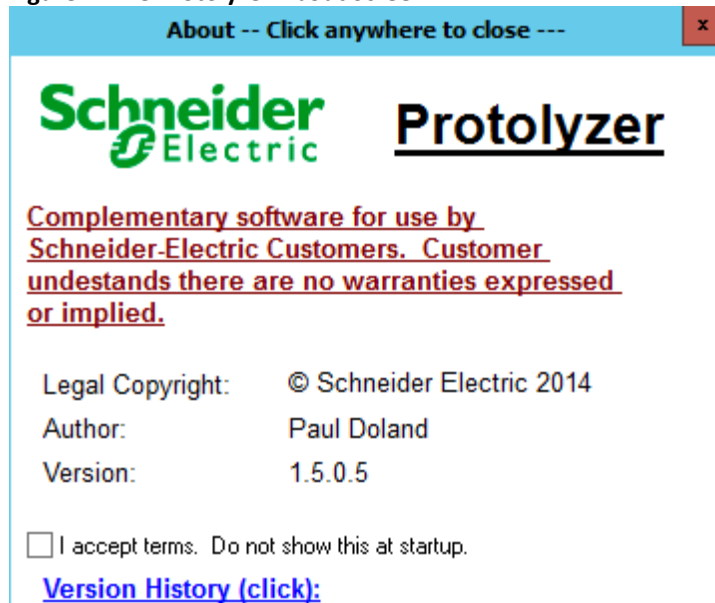 About -- Click anywhere to close ---
x
Schneider Electric
Protolyzer
Complementary software for use by
Schneider-Electric Customers. Customer
undestands there are no warranties expressed
or implied.
Legal Copyright: © Schneider Electric 2014
Author: Paul Doland
Version: 1.5.0.5
I accept terms. Do not show this at startup.
Version History (click):